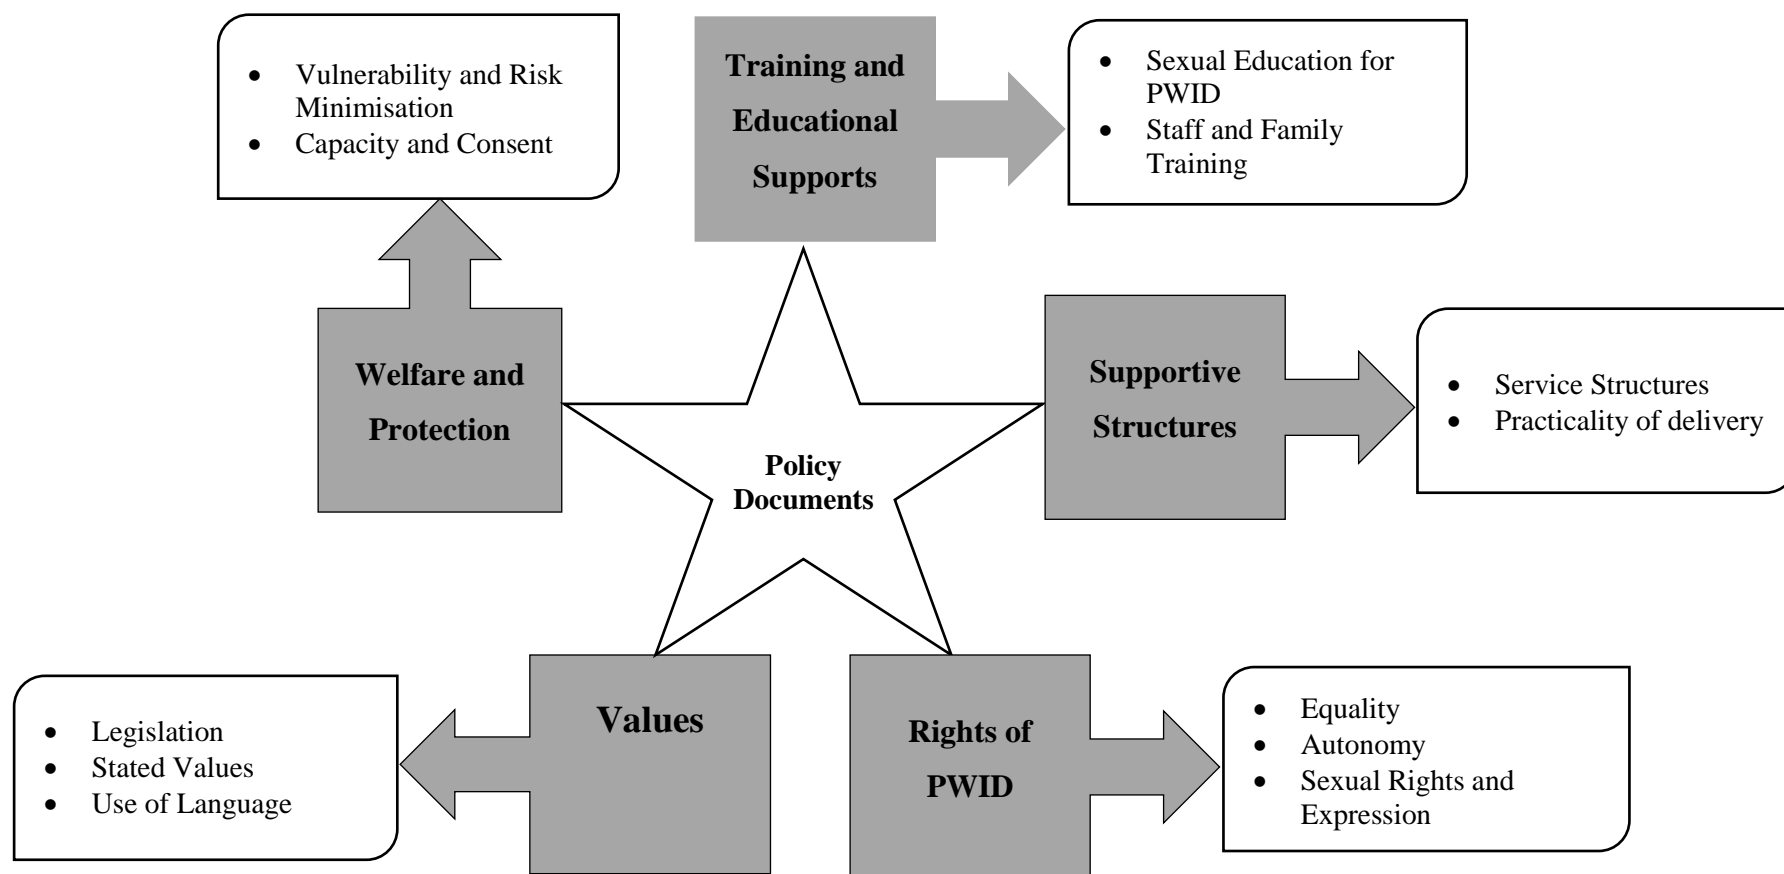 • Vulnerability and Risk
Minimisation
• Capacity and Consent
Training and
Educational
Supports
• Sexual Education for
PWID
• Staff and Family
Training
Welfare and
Protection
Supportive
Structures
• Service Structures
• Practicality of delivery
Policy
Documents
Values
• Legislation
• Stated Values
• Use of Language
Rights of
PWID
• Equality
• Autonomy
• Sexual Rights and
Expression